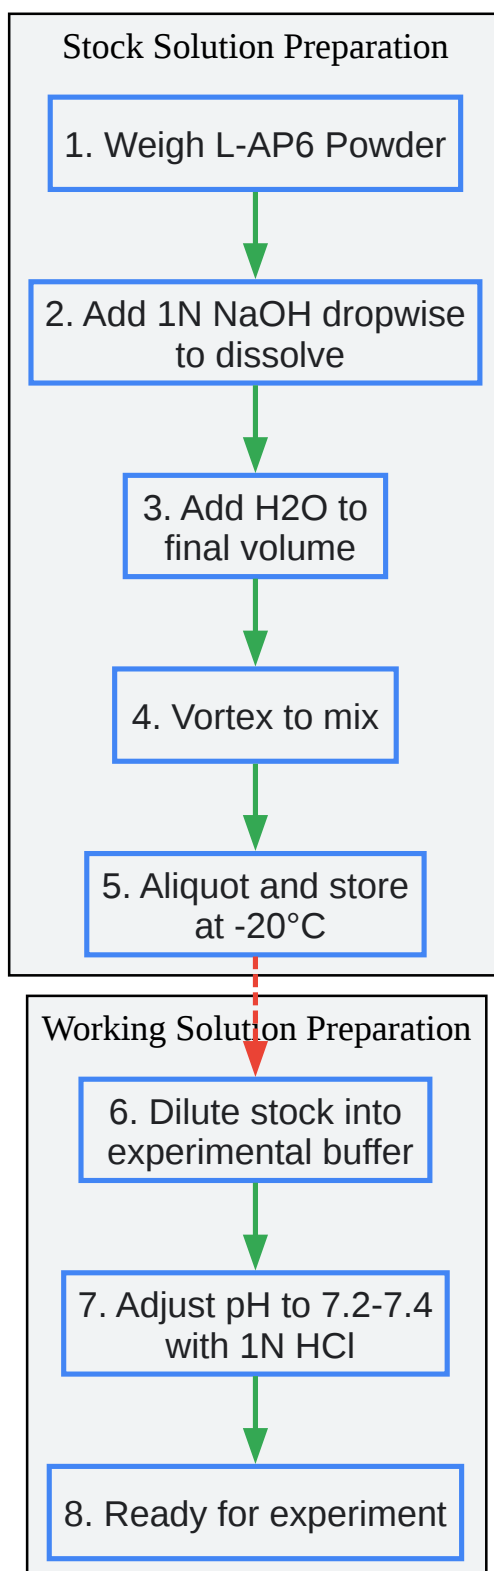 Stock Solution Preparation
1. Weigh L-AP6 Powder
2. Add 1N NaOH dropwise
to dissolve
3. Add H2O to
final volume
4. Vortex to mix
5. Aliquot and store
at -20°C
Working Solution Preparation
6. Dilute stock into
experimental buffer
7. Adjust pH to 7.2-7.4
with 1N HCl
8. Ready for experiment